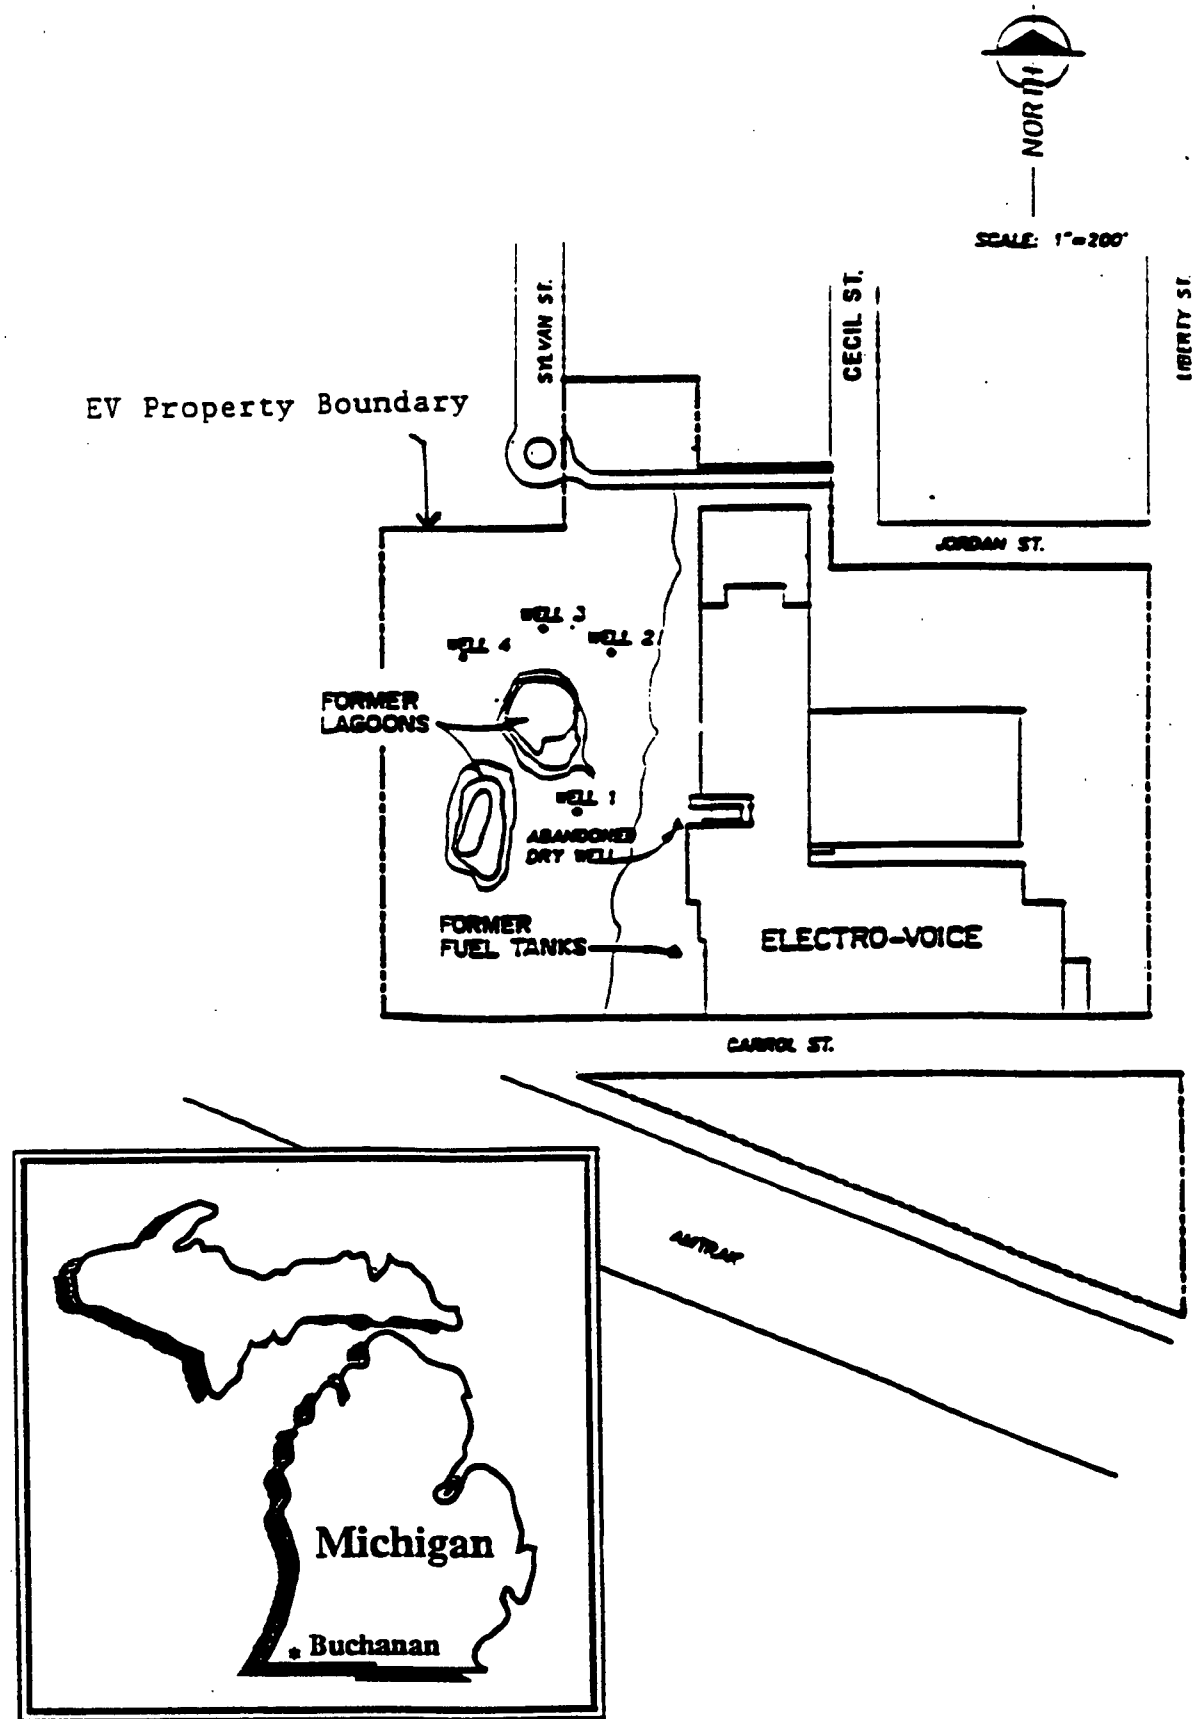 NORTH
SCALE: 1"=200'
SYLVAN ST.
CECIL ST.
LIBERTY ST.
EV Property Boundary
JORDAN ST.
WELL 3
WELL 4
WELL 2
FORMER
LAGOONS
WELL 1
ABANDONED
DRY WELL
FORMER
FUEL TANKS
ELECTRO-VOICE
CARROL ST.
AMTRAK
Michigan
* Buchanan